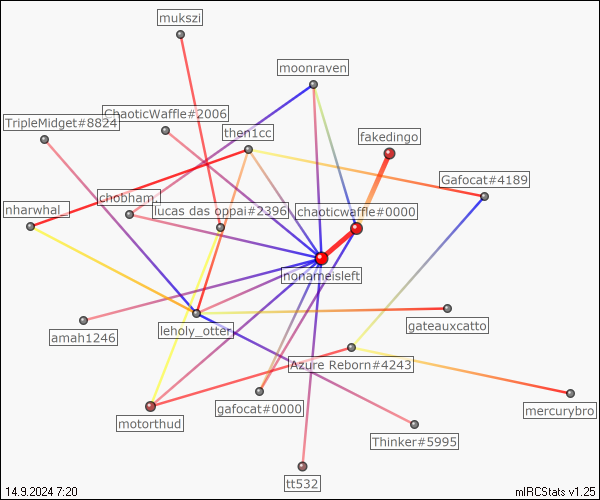 mukszi
moonraven
ChaoticWaffle#2006
TripleMidget#8824
then1cc
fakedingo
Gafocat#4189
chobham.
nharwhal_
lucas das oppai#2396
chaoticwaffle#0000
nonameisleft
leholy_otter
gateauxcatto
amah1246
Azure Reborn#4243
gafocat#0000
mercurybro
motorthud
Thinker#5995
tt532
14.9.2024 7:20
mIRCStats v1.25